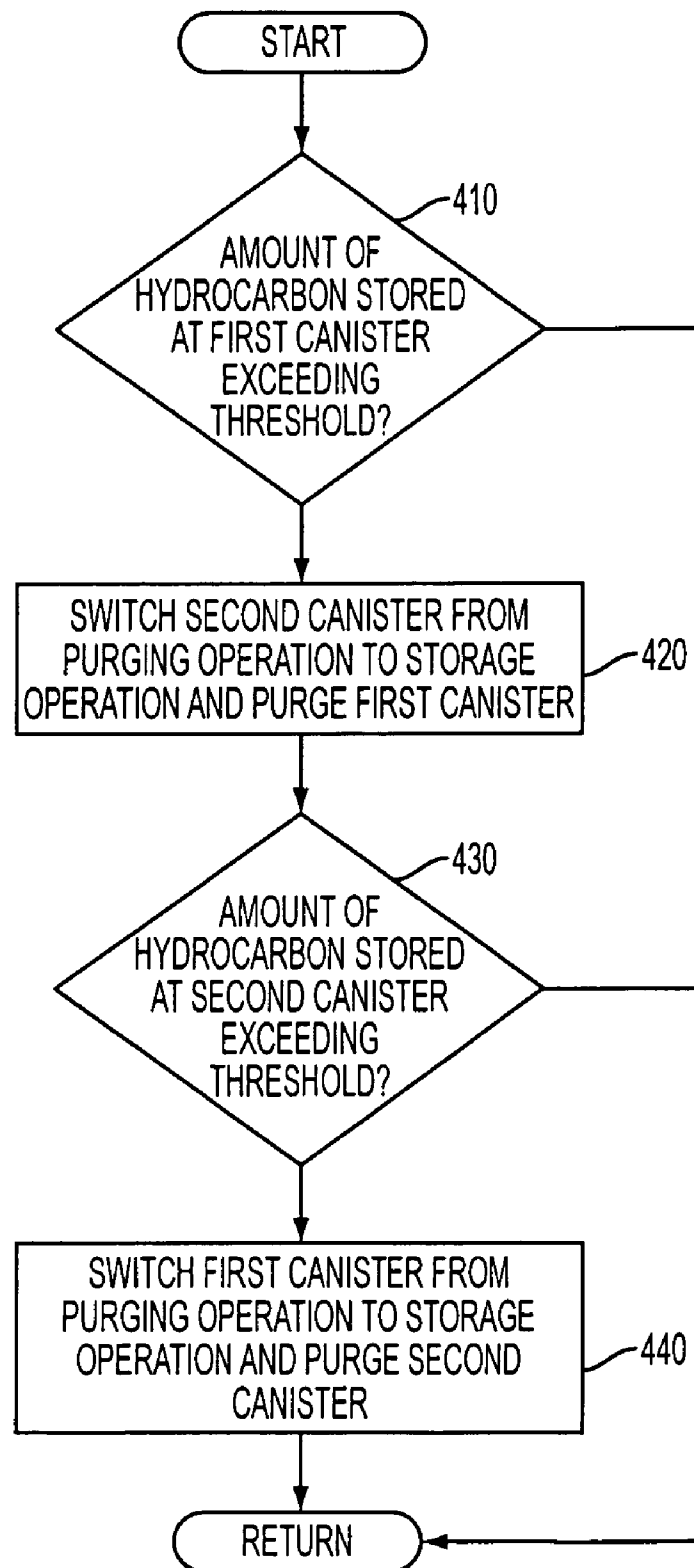 START
410
AMOUNT OF
HYDROCARBON STORED
AT FIRST CANISTER
EXCEEDING
THRESHOLD?
SWITCH SECOND CANISTER FROM
PURGING OPERATION TO STORAGE
OPERATION AND PURGE FIRST CANISTER
420
430
AMOUNT OF
HYDROCARBON STORED
AT SECOND CANISTER
EXCEEDING
THRESHOLD?
SWITCH FIRST CANISTER FROM
PURGING OPERATION TO STORAGE
OPERATION AND PURGE SECOND
CANISTER
440
RETURN